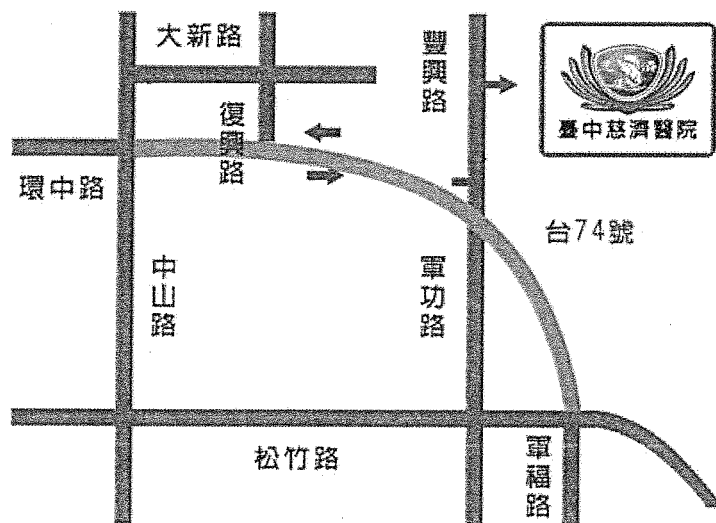 大新路
豐興路
復興路
臺中慈濟醫院
環中路
台74號
中山路
軍功路
松竹路
軍福路